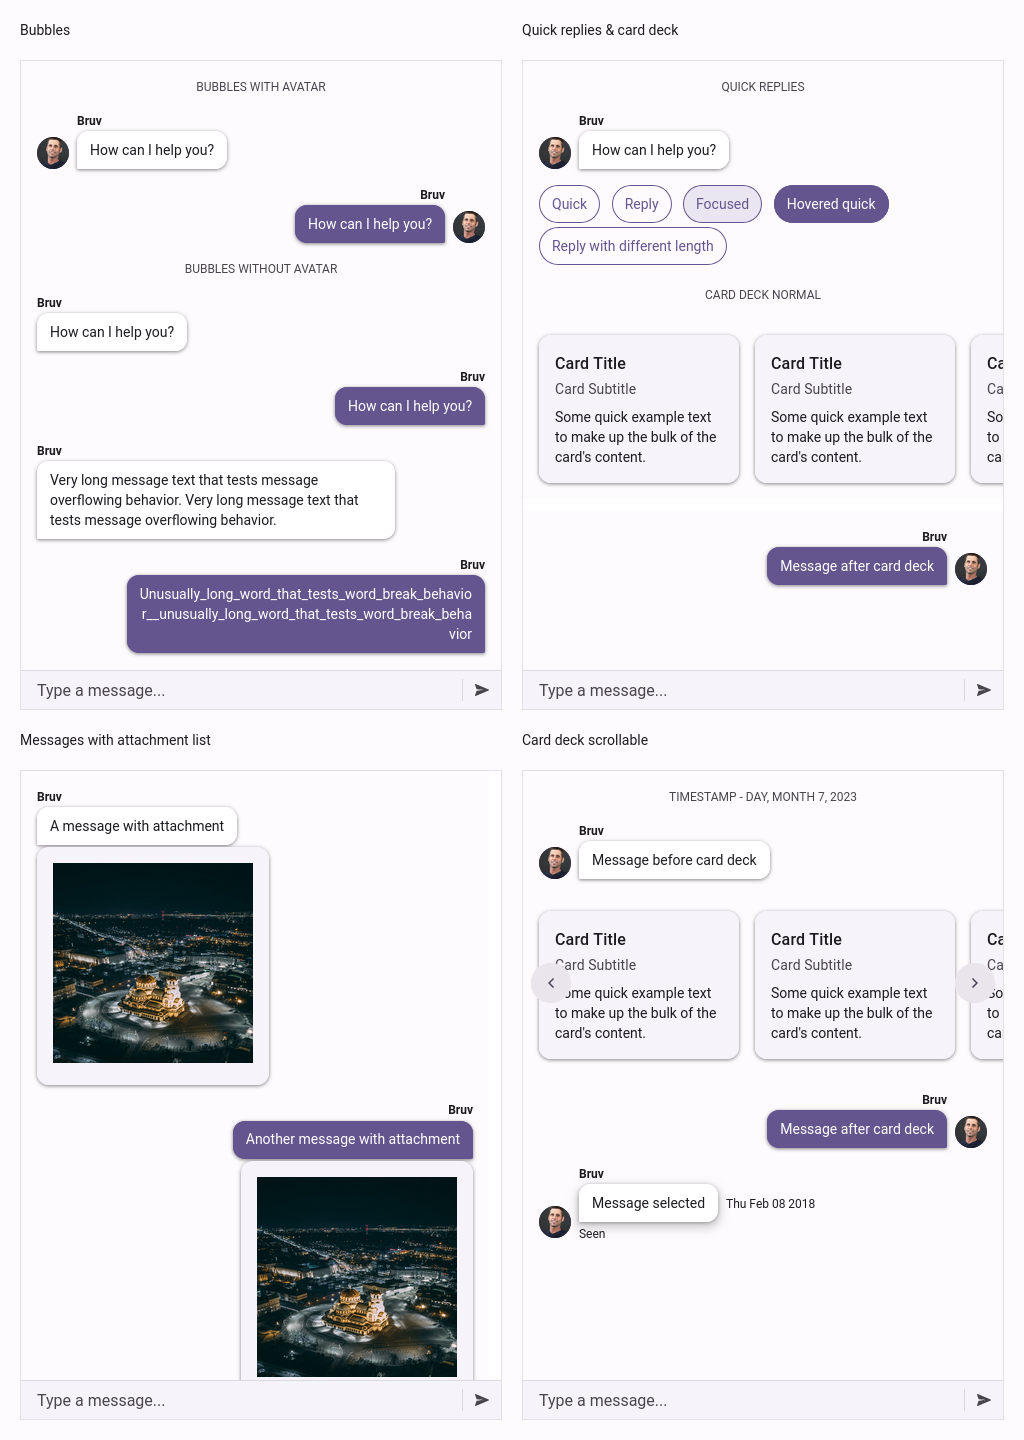 Bubbles
BUBBLES WITH AVATAR
Bruv
How can I help you?
Bruv
How can I help you?
BUBBLES WITHOUT AVATAR
Bruv
How can I help you?
Bruv
How can I help you?
Bruv
Very long message text that tests message
overflowing behavior. Very long message text that
tests message overflowing behavior.
Bruv
Unusually_long_word_that_tests_word_break_behavio
r__unusually_long_word_that_tests_word_break_beha
vior
Type a message...
Quick replies & card deck
QUICK REPLIES
Bruv
How can I help you?
Quick Reply Focused Hovered quick
Reply with different length
CARD DECK NORMAL
Card Title
Card Subtitle
Some quick example text
to make up the bulk of the
card's content.
Card Title
Card Subtitle
Some quick example text
to make up the bulk of the
card's content.
Ca
Ca
So
to
ca
Bruv
Message after card deck
Type a message...
Messages with attachment list
Bruv
A message with attachment
Bruv
Another message with attachment
Type a message...
Card deck scrollable
TIMESTAMP - DAY, MONTH 7, 2023
Bruv
Message before card deck
Card Title
Card Subtitle
Some quick example text
to make up the bulk of the
card's content.
Card Title
Card Subtitle
Some quick example text
to make up the bulk of the
card's content.
Ca
Ca
So
to
ca
Bruv
Message after card deck
Bruv
Message selected Thu Feb 08 2018
Seen
Type a message...